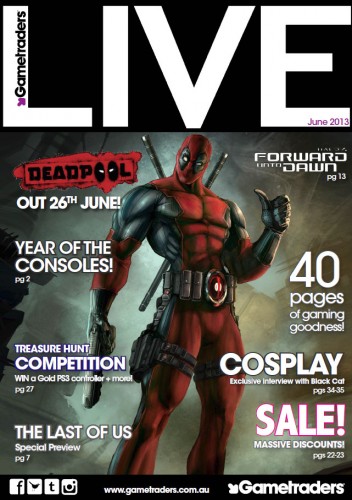 Gametraders
LIVE
June 2013
DEADPOOL
OUT 26TH JUNE!
HALO 4
FORWARD
UNTO
DAWN
pg 13
YEAR OF THE
CONSOLES!
pg 2
40
pages
of gaming
goodness!
TREASURE HUNT
COMPETITION
WIN a Gold PS3 controller + more!
pg 27
COSPLAY
Exclusive Interview with Black Cat
pgs 34-35
THE LAST OF US
Special Preview
pg 7
SALE!
MASSIVE DISCOUNTS!
pgs 22-23
www.gametraders.com.au
Gametraders